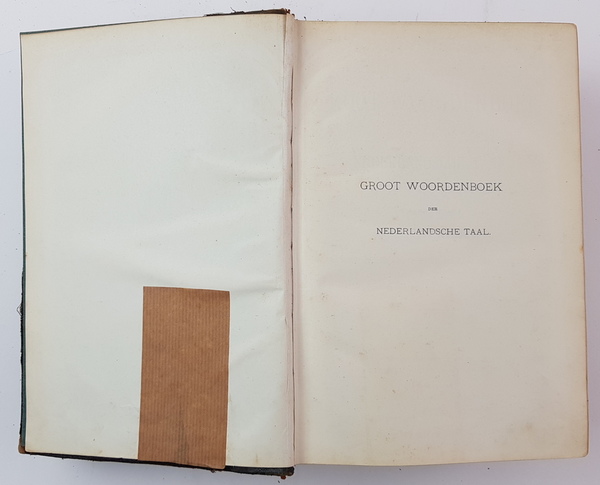 GROOT WOORDENBOEK
DER
NEDERLANDSCHE TAAL.